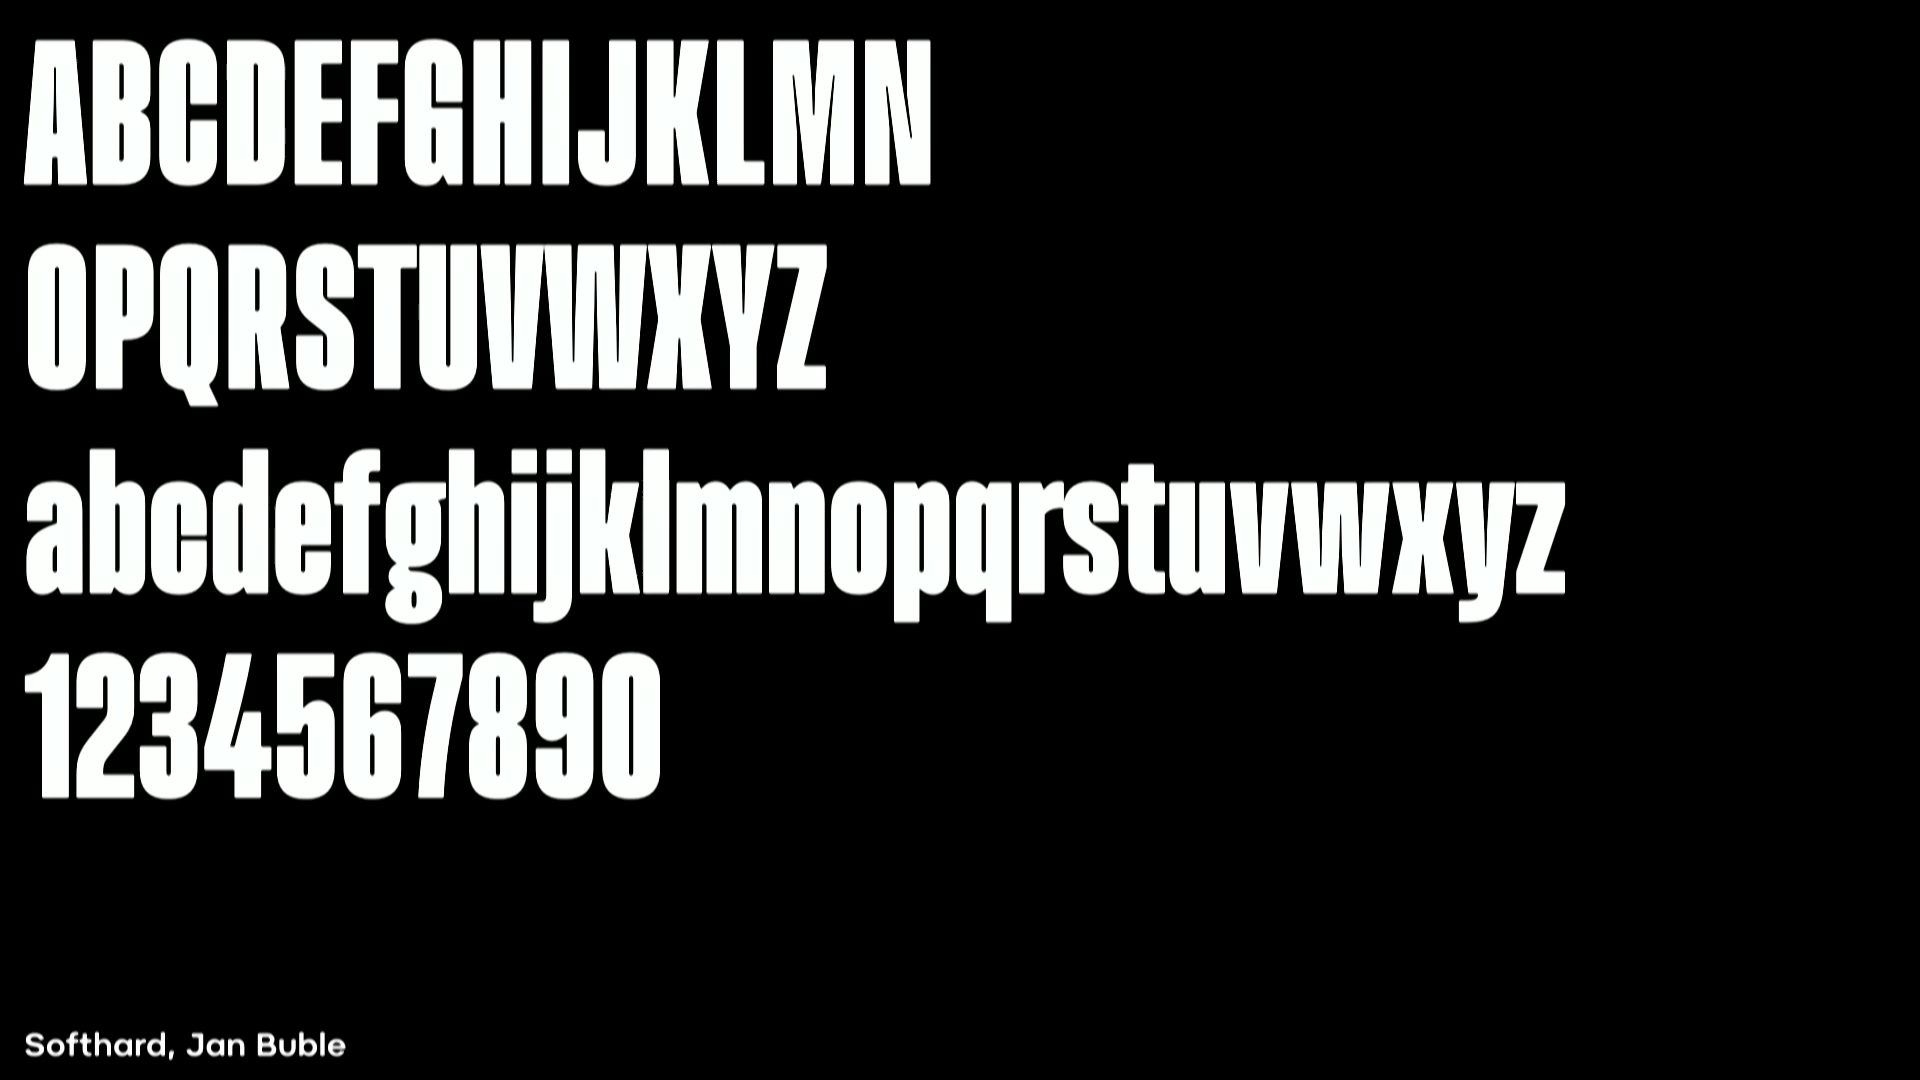 ABCDEFGHIJKLMN
OPQRSTUVWXYZ
abcdefghijklmnopqrstuvwxyz
1234567890
Softhard, Jan Buble